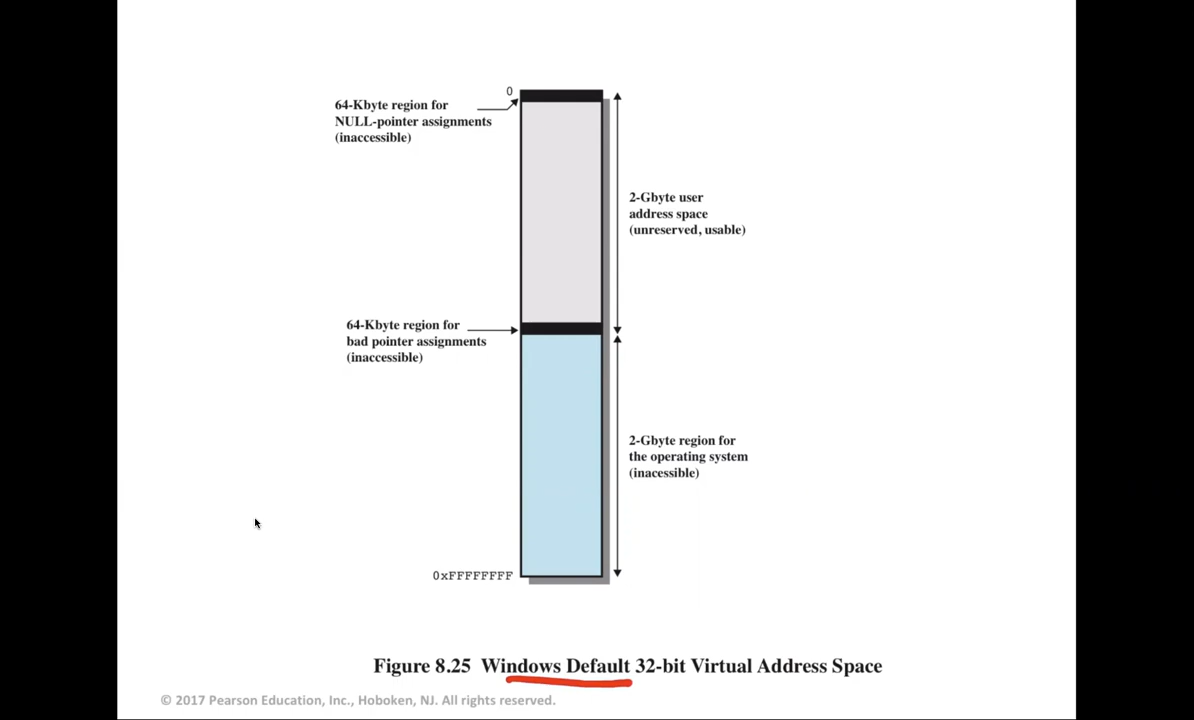 0
64-Kbyte region for
NULL-pointer assignments
(inaccessible)
2-Gbyte user
address space
(unreserved, usable)
64-Kbyte region for
bad pointer assignments
(inaccessible)
2-Gbyte region for
the operating system
(inacessible)
0xFFFFFFFF
Figure 8.25 Windows Default 32-bit Virtual Address Space
© 2017 Pearson Education, Inc., Hoboken, NJ. All rights reserved.